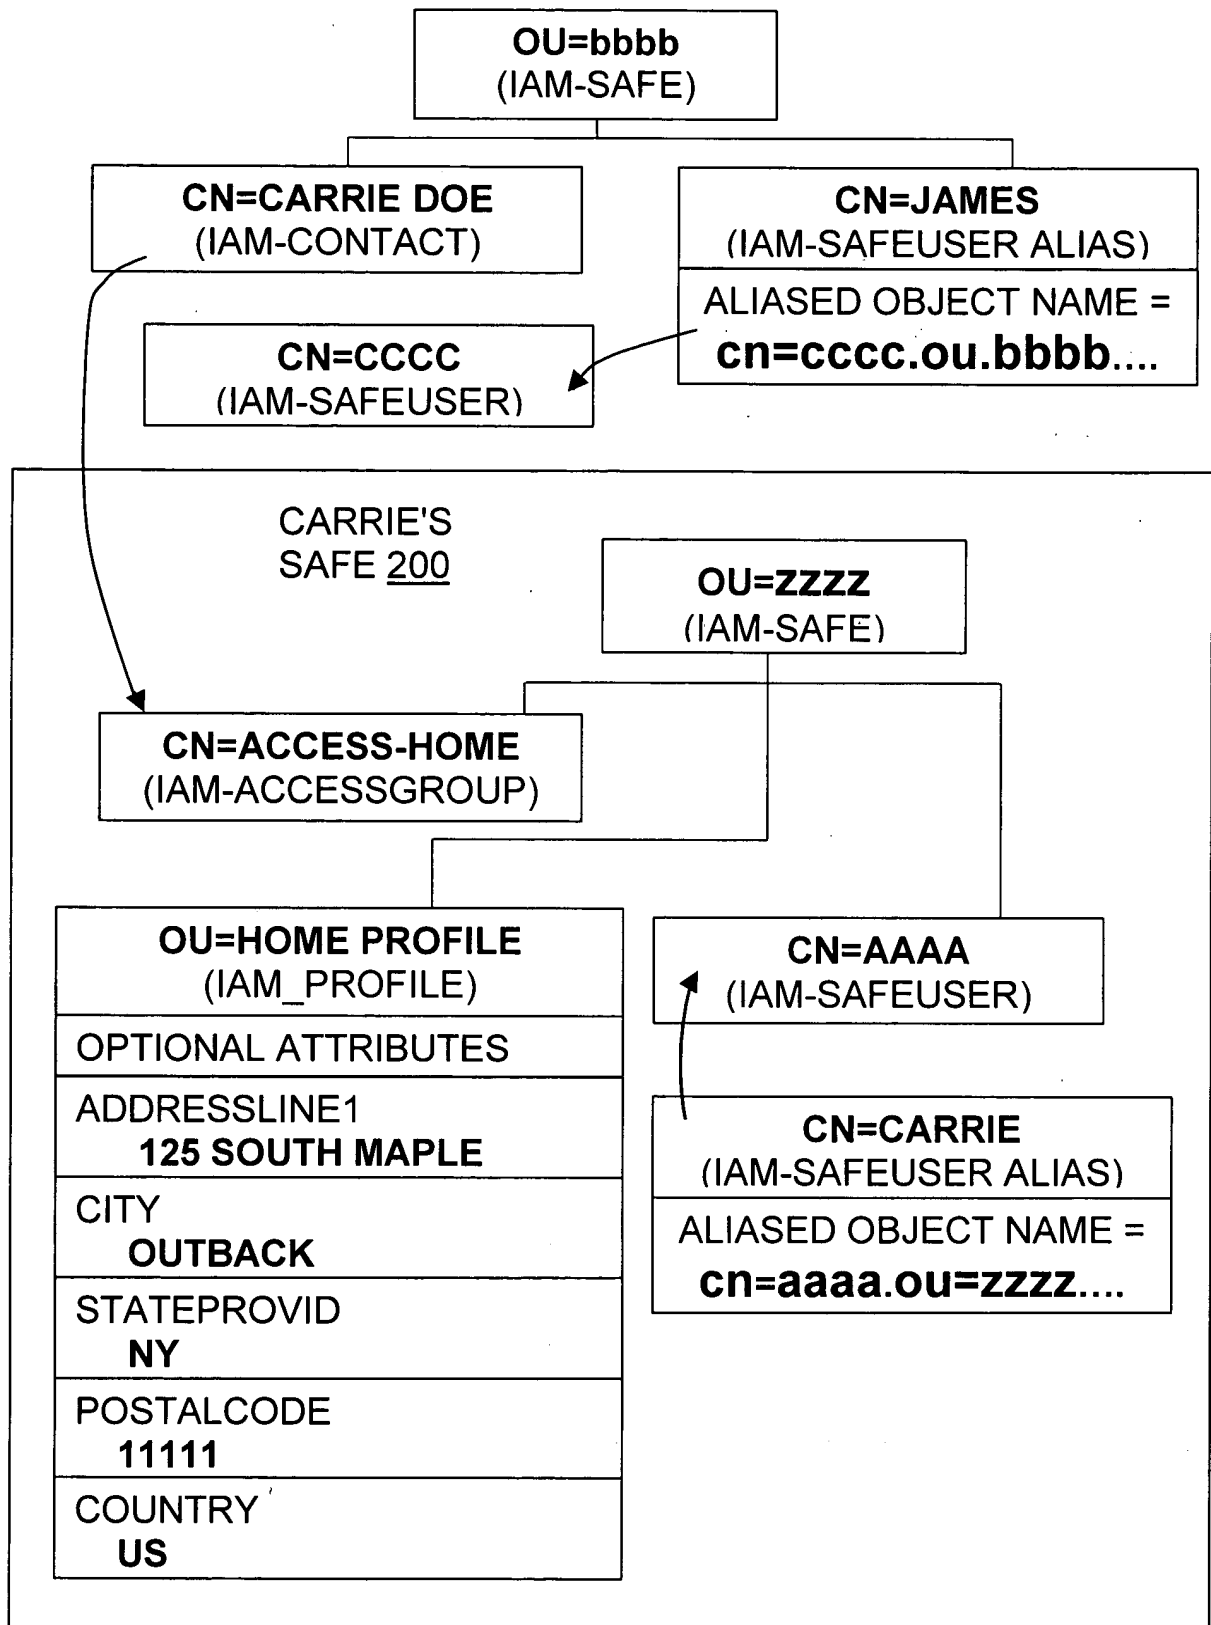 OU=bbbb
(IAM-SAFE)
CN=CARRIE DOE
(IAM-CONTACT)
CN=JAMES
(IAM-SAFEUSER ALIAS)
ALIASED OBJECT NAME =
cn=cccc.ou.bbbb....
CN=CCCC
(IAM-SAFEUSER)
CARRIE'S
SAFE 200
OU=ZZZZ
(IAM-SAFE)
CN=ACCESS-HOME
(IAM-ACCESSGROUP)
OU=HOME PROFILE
(IAM_PROFILE)
OPTIONAL ATTRIBUTES
ADDRESSLINE1
125 SOUTH MAPLE
CITY
OUTBACK
STATEPROVID
NY
POSTALCODE
11111
COUNTRY
US
CN=AAAA
(IAM-SAFEUSER)
CN=CARRIE
(IAM-SAFEUSER ALIAS)
ALIASED OBJECT NAME =
cn=aaaa.ou=zzzz....